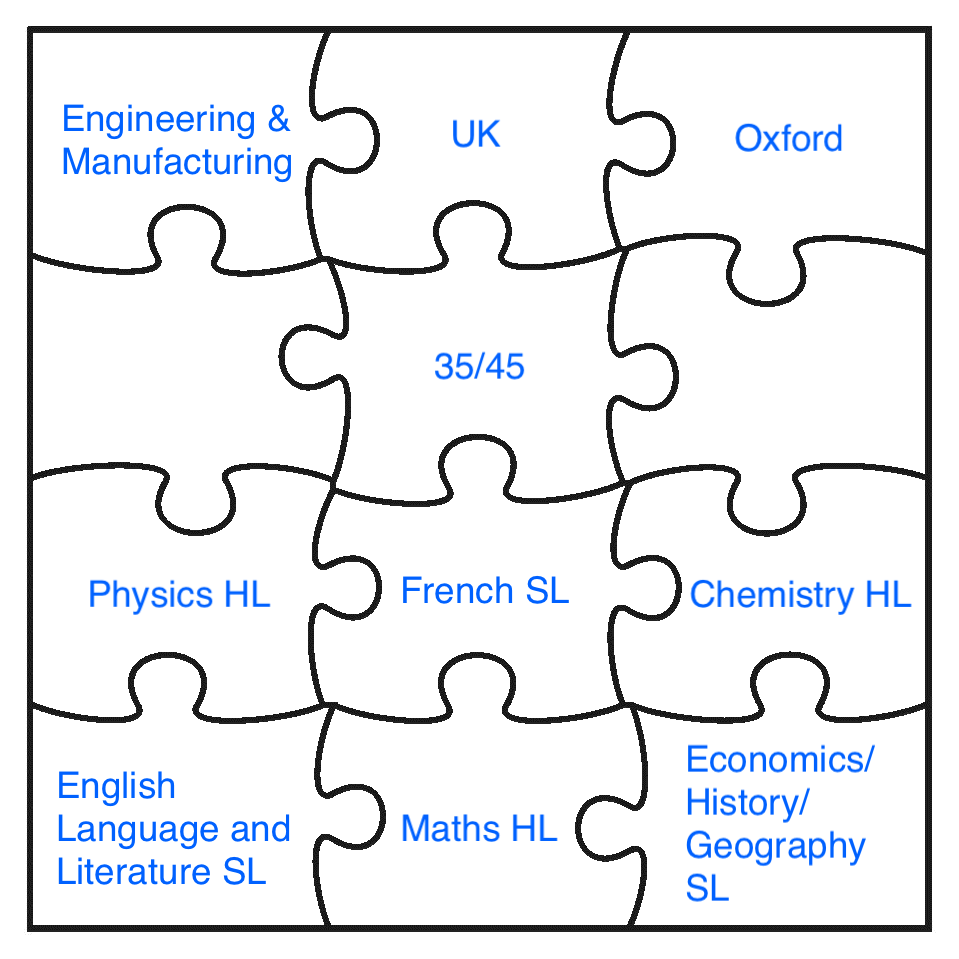 Engineering &
Manufacturing
UK
Oxford
35/45
Physics HL
French SL
Chemistry HL
English
Language and
Literature SL
Maths HL
Economics/
History/
Geography
SL